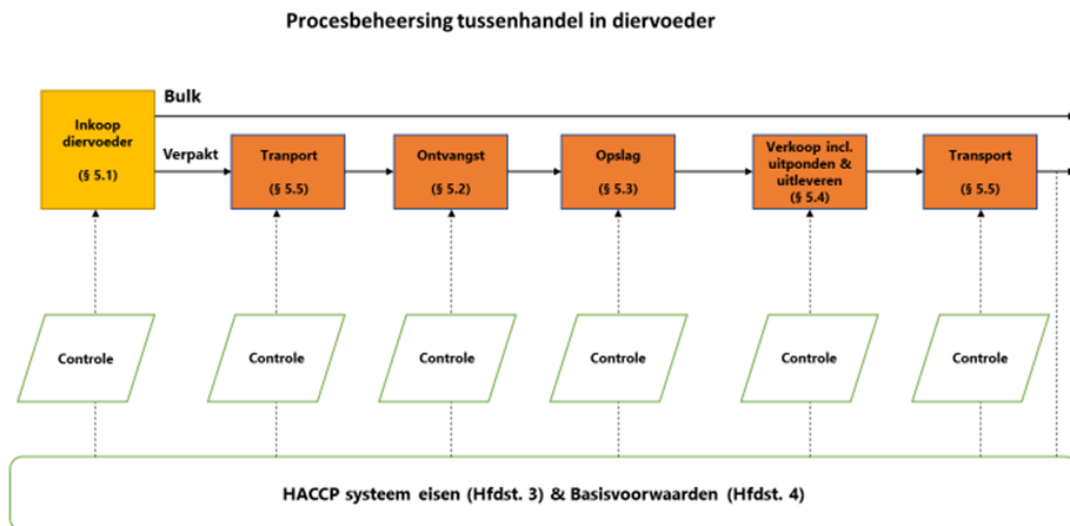 Procesbeheersing tussenhandel in diervoeder
Bulk
Inkoop
diervoeder
(§ 5.1)
Verpakt
Tranport
(§ 5.5)
Ontvangst
(§ 5.2)
Opslag
(§ 5.3)
Verkoop incl.
uitponden &
uitleveren
(§ 5.4)
Transport
(§ 5.5)
Controle
Controle
Controle
Controle
Controle
Controle
HACCP systeem eisen (Hfdst. 3) & Basisvoorwaarden (Hfdst. 4)